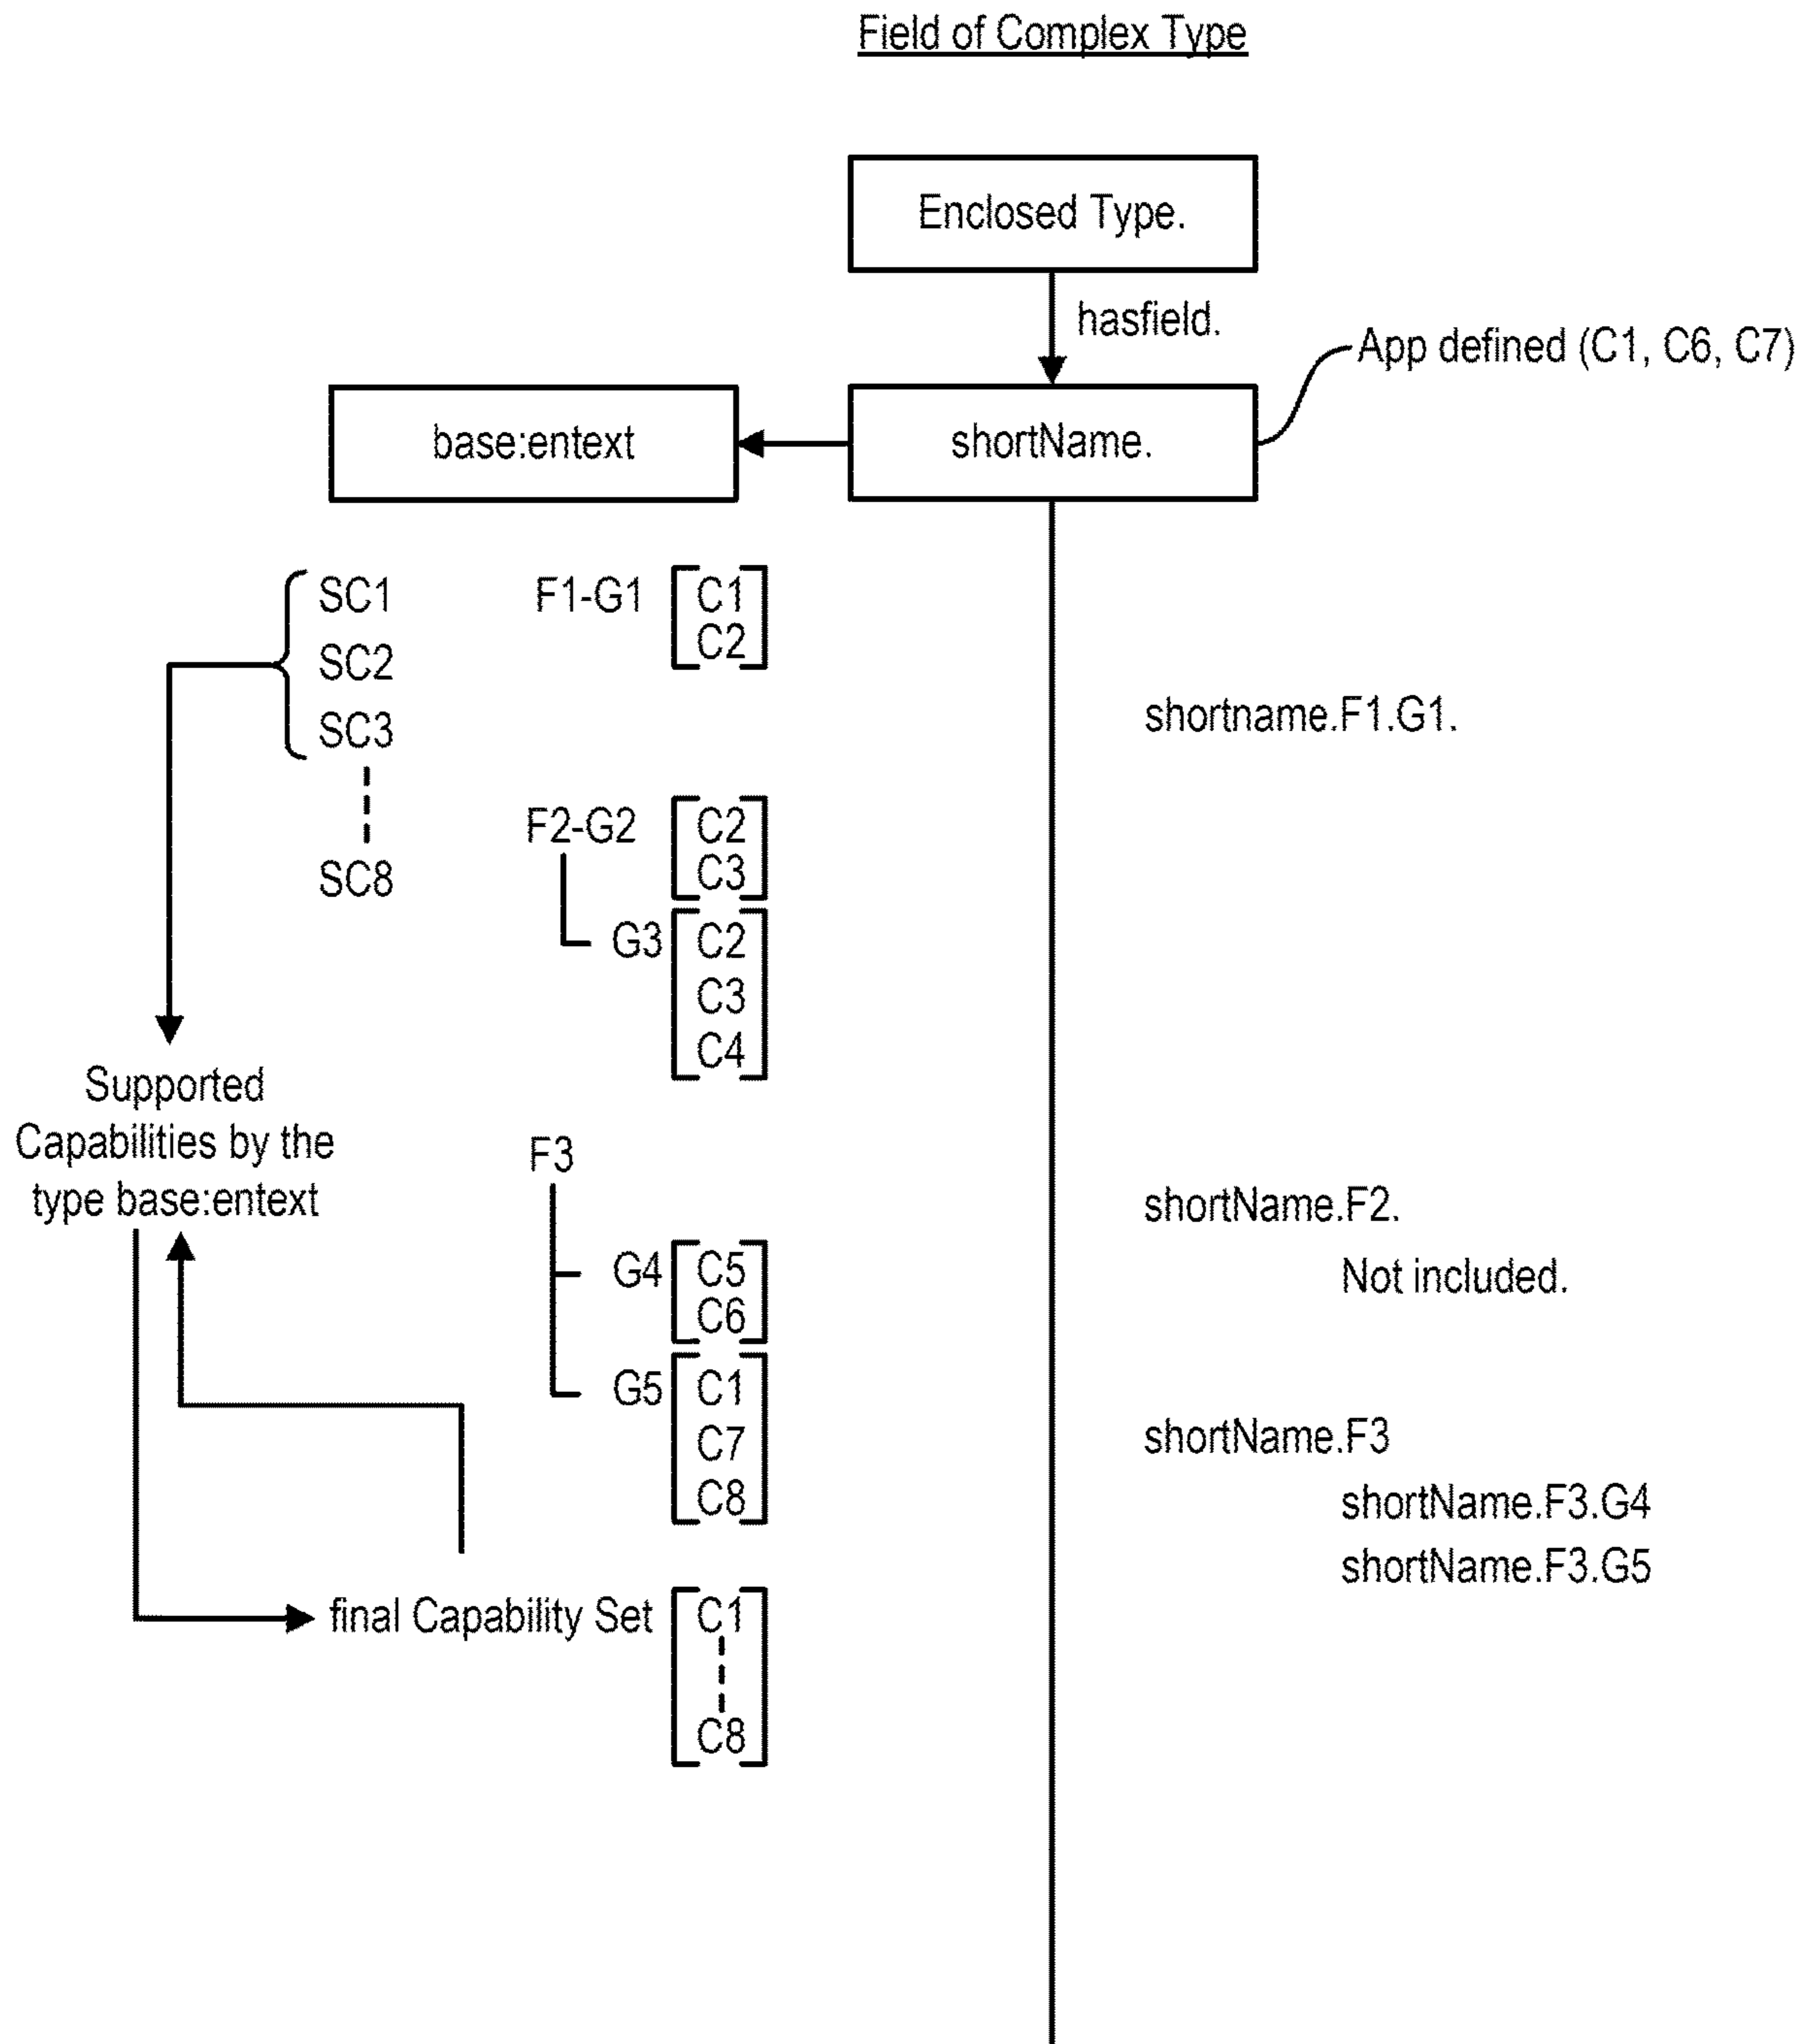 Field of Complex Type
Enclosed Type.
hasfield.
App defined (C1, C6, C7)
base:entext
shortName.
SC1
SC2
SC3
SC8
F1-G1
C1
C2
shortname.F1.G1.
F2-G2
C2
C3
G3
C2
C3
C4
Supported
Capabilities by the
type base:entext
F3
G4
C5
C6
G5
C1
C7
C8
shortName.F2.
Not included.
shortName.F3
shortName.F3.G4
shortName.F3.G5
final Capability Set
C1
C8